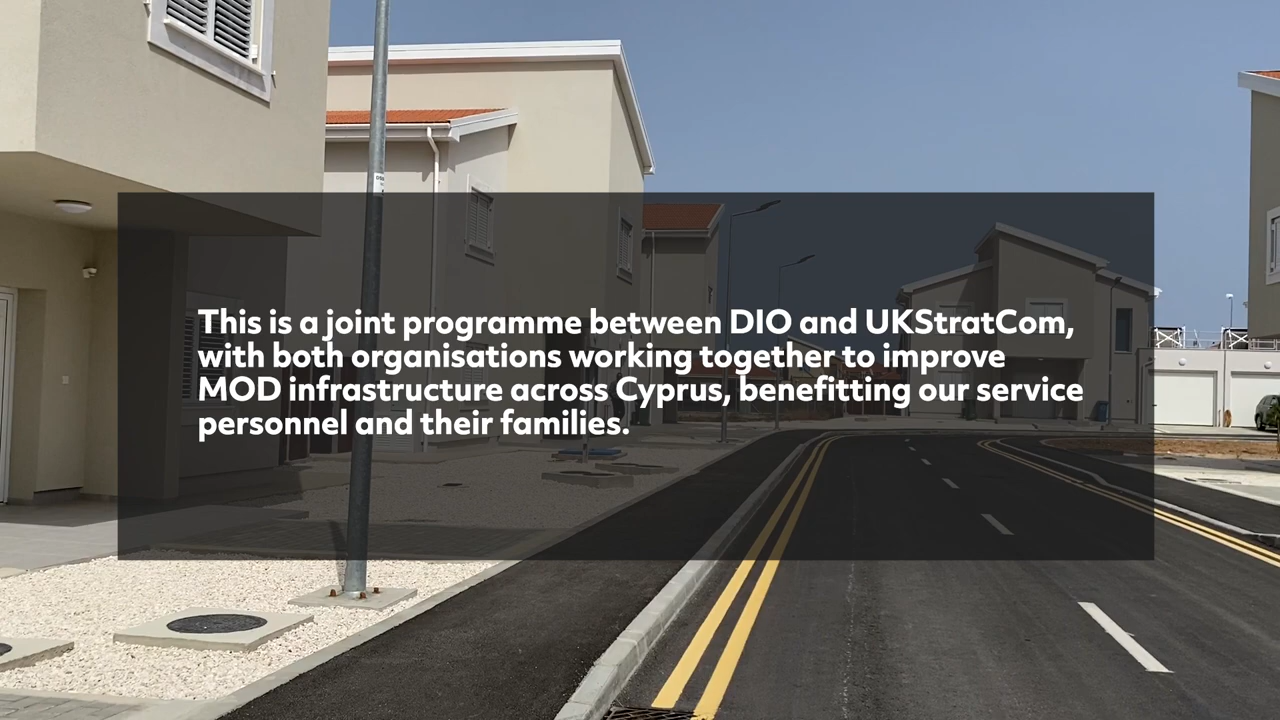 This is a joint programme between DIO and UKStratCom,
with both organisations working together to improve
MOD infrastructure across Cyprus, benefitting our service
personnel and their families.